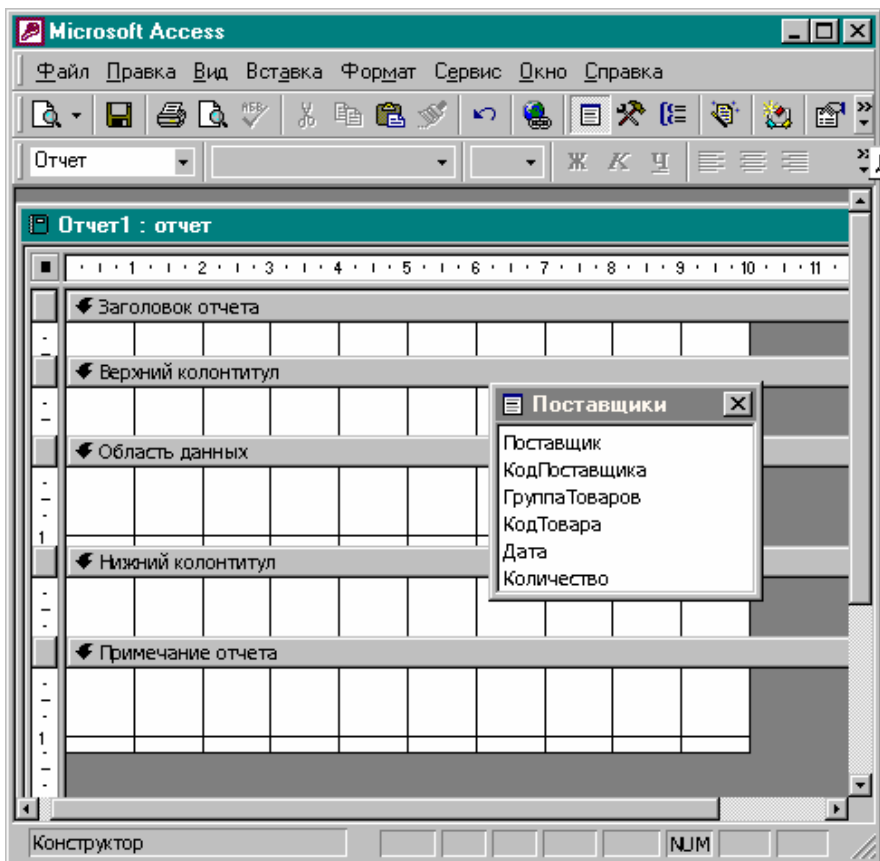 Microsoft Access
Файл Правка Вид Вставка Формат Сервис Окно Справка
АБВ
Отчет Ж К Ч
Отчет1 : отчет
1 2 3 4 5 6 7 8 9 10 11
Заголовок отчета
Верхний колонтитул
Поставщики
Поставщик
КодПоставщика
ГруппаТоваров
КодТовара
Дата
Количество
Область данных
1
Нижний колонтитул
Примечание отчета
1
Конструктор NUM